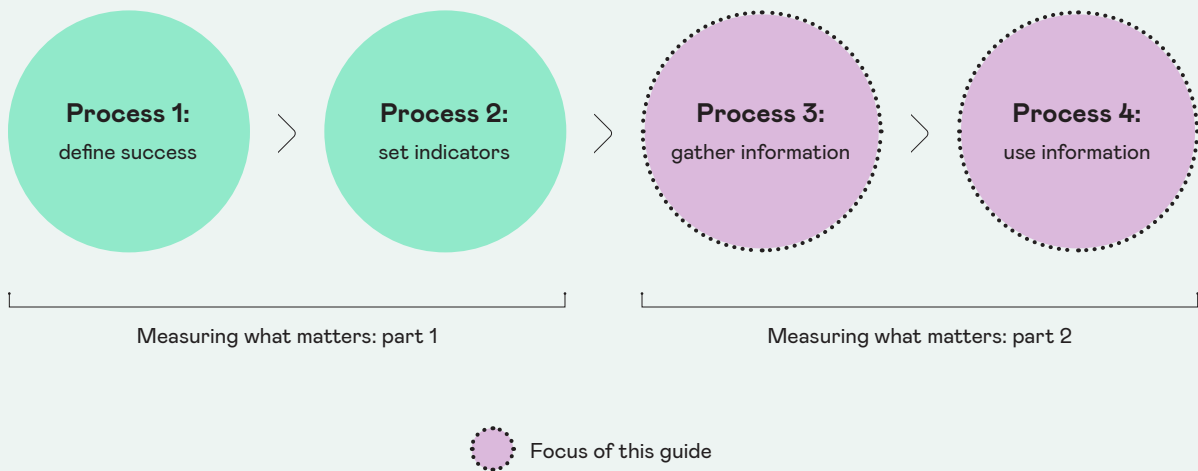 Process 1:
define success
Process 2:
set indicators
Process 3:
gather information
Process 4:
use information
Measuring what matters: part 1
Measuring what matters: part 2
Focus of this guide